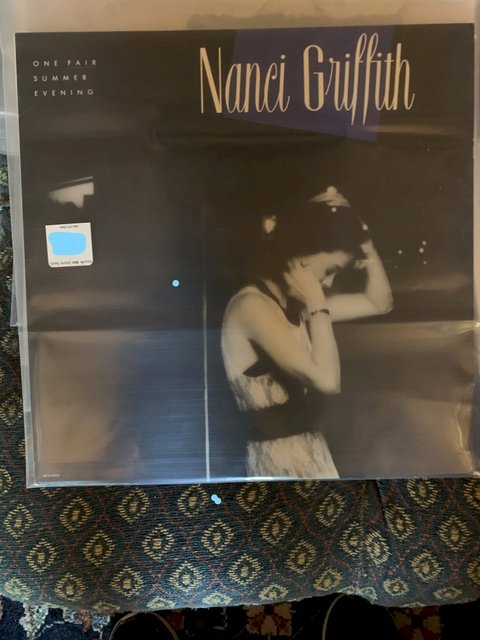 ONE FAIR
SUMMER
EVENING
Nanci Griffith